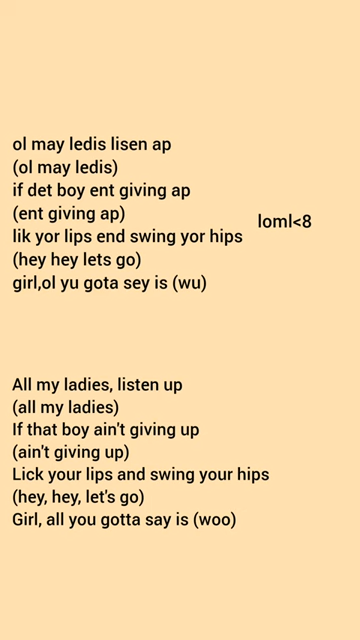 ol may ledis lisen ap
(ol may ledis)
if det boy ent giving ap
(ent giving ap)
loml<8
lik yor lips end swing yor hips
(hey hey lets go)
girl,ol yu gota sey is (wu)
All my ladies, listen up
(all my ladies)
If that boy ain't giving up
(ain't giving up)
Lick your lips and swing your hips
(hey, hey, let's go)
Girl, all you gotta say is (woo)